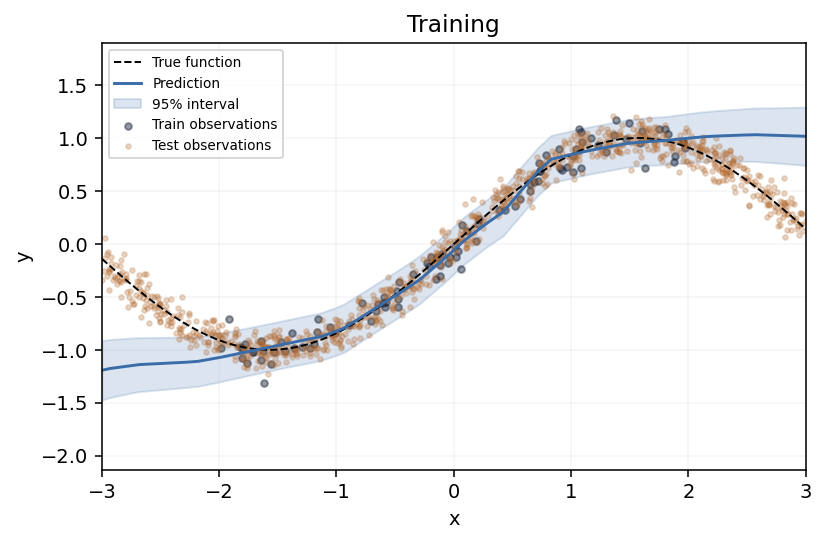 Training
True function
Prediction
95% interval
Train observations
Test observations
1.5
1.0
0.5
0.0
−0.5
−1.0
−1.5
−2.0
y
−3
−2
−1
0
1
2
3
x